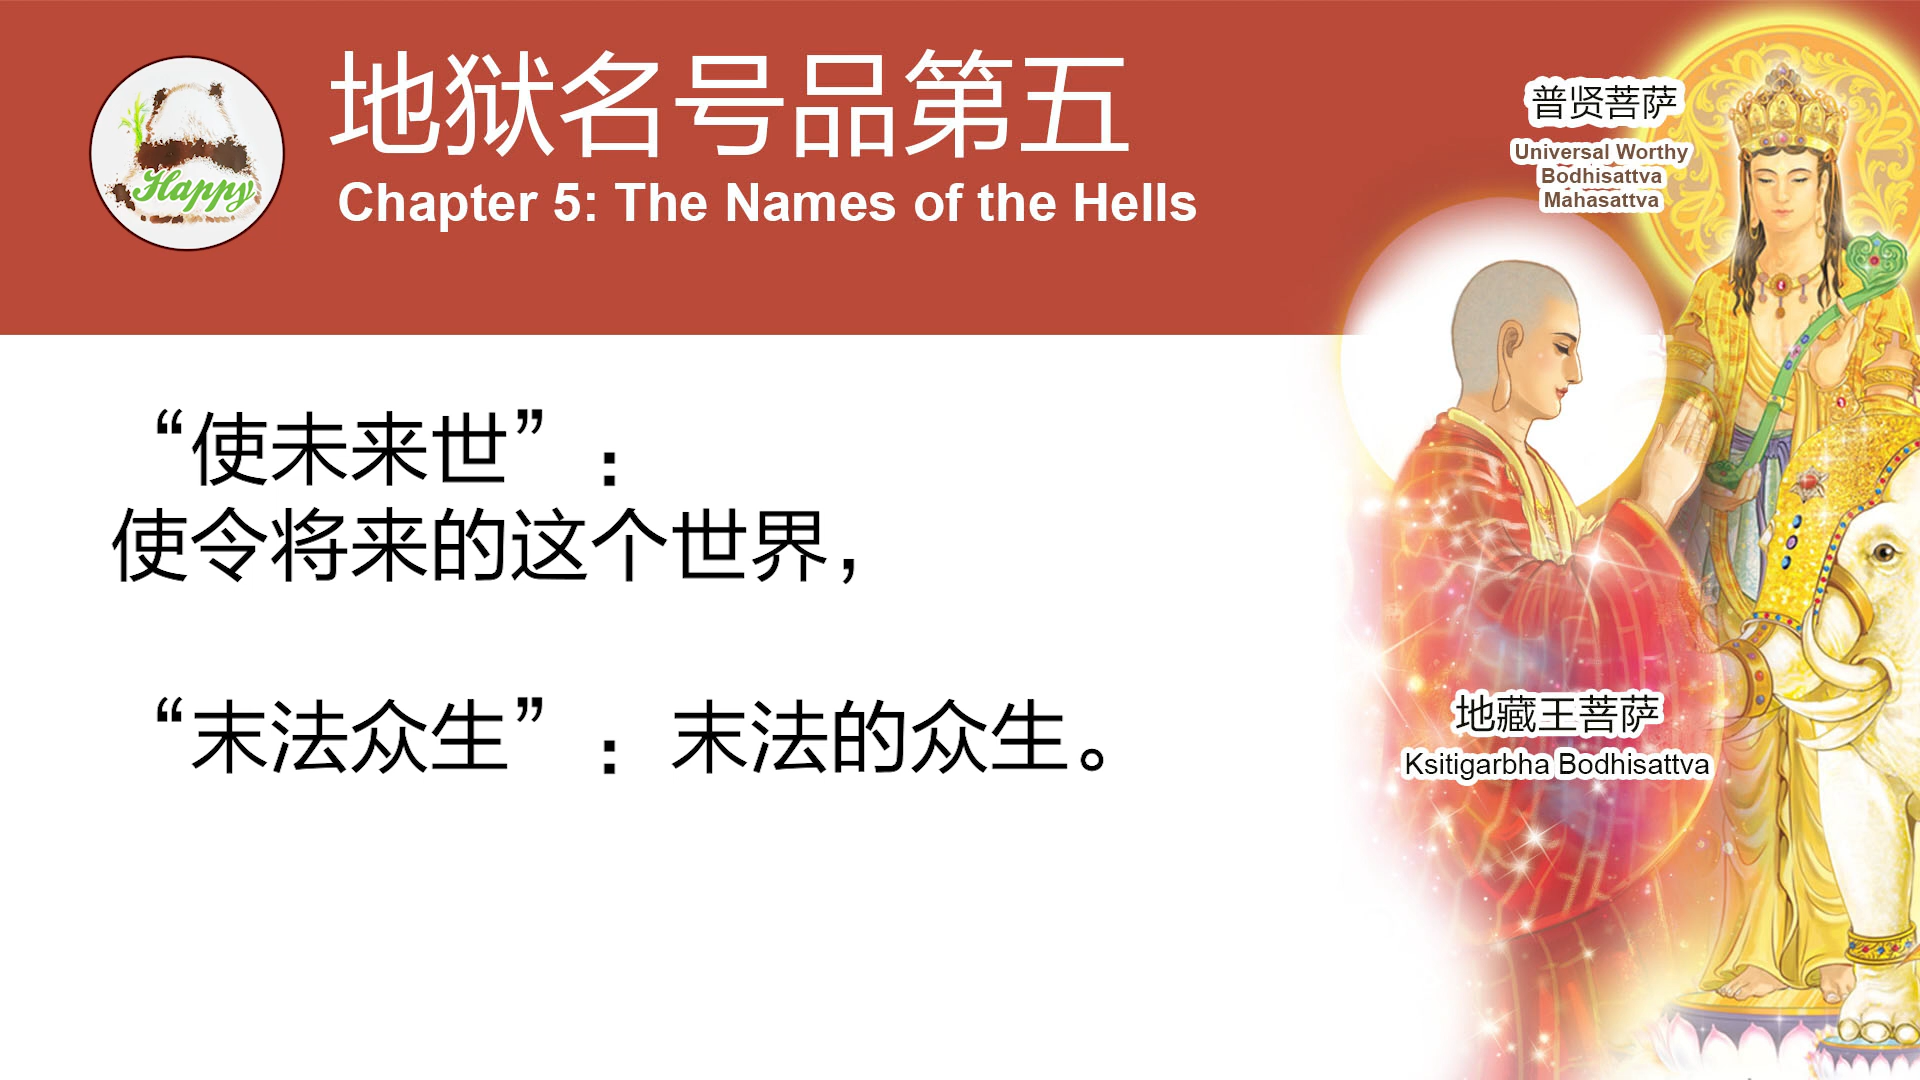 地狱名号品第五
Chapter 5: The Names of the Hells
Happy
普贤菩萨
Universal Worthy
Bodhisattva
Mahasattva
“使未来世”：
使令将来的这个世界，
“末法众生”：末法的众生。
地藏王菩萨
Ksitigarbha Bodhisattva